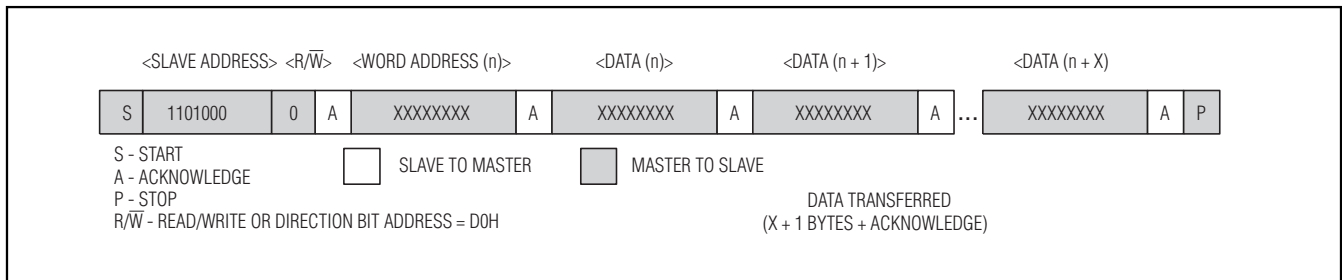 <SLAVE ADDRESS> <R/W̅> <WORD ADDRESS (n)> <DATA (n)> <DATA (n + 1)> <DATA (n + X)
S 1101000 0 A XXXXXXXX A XXXXXXXX A XXXXXXXX A ... XXXXXXXX A P
S - START
A - ACKNOWLEDGE
P - STOP
R/W̅ - READ/WRITE OR DIRECTION BIT ADDRESS = D0H
SLAVE TO MASTER
MASTER TO SLAVE
DATA TRANSFERRED
(X + 1 BYTES + ACKNOWLEDGE)